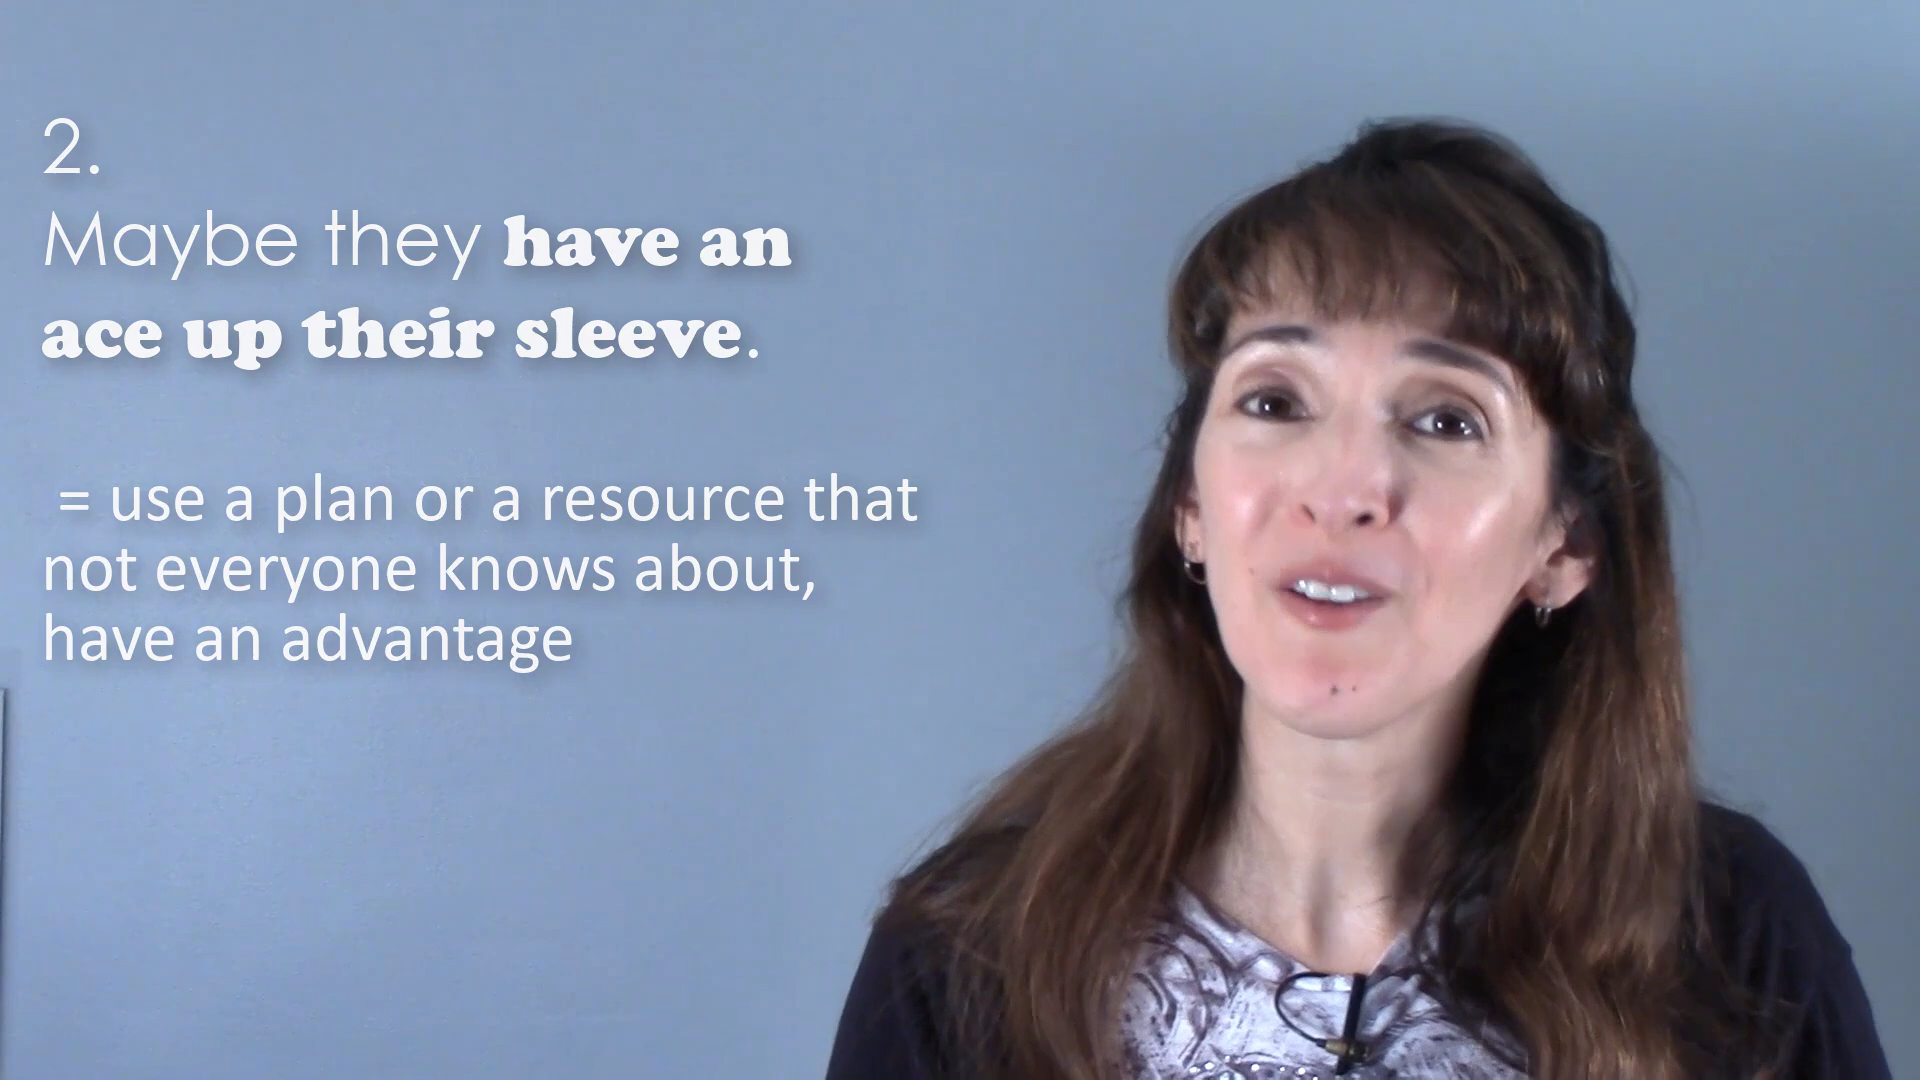 2.
Maybe they have an
ace up their sleeve.
= use a plan or a resource that
not everyone knows about,
have an advantage